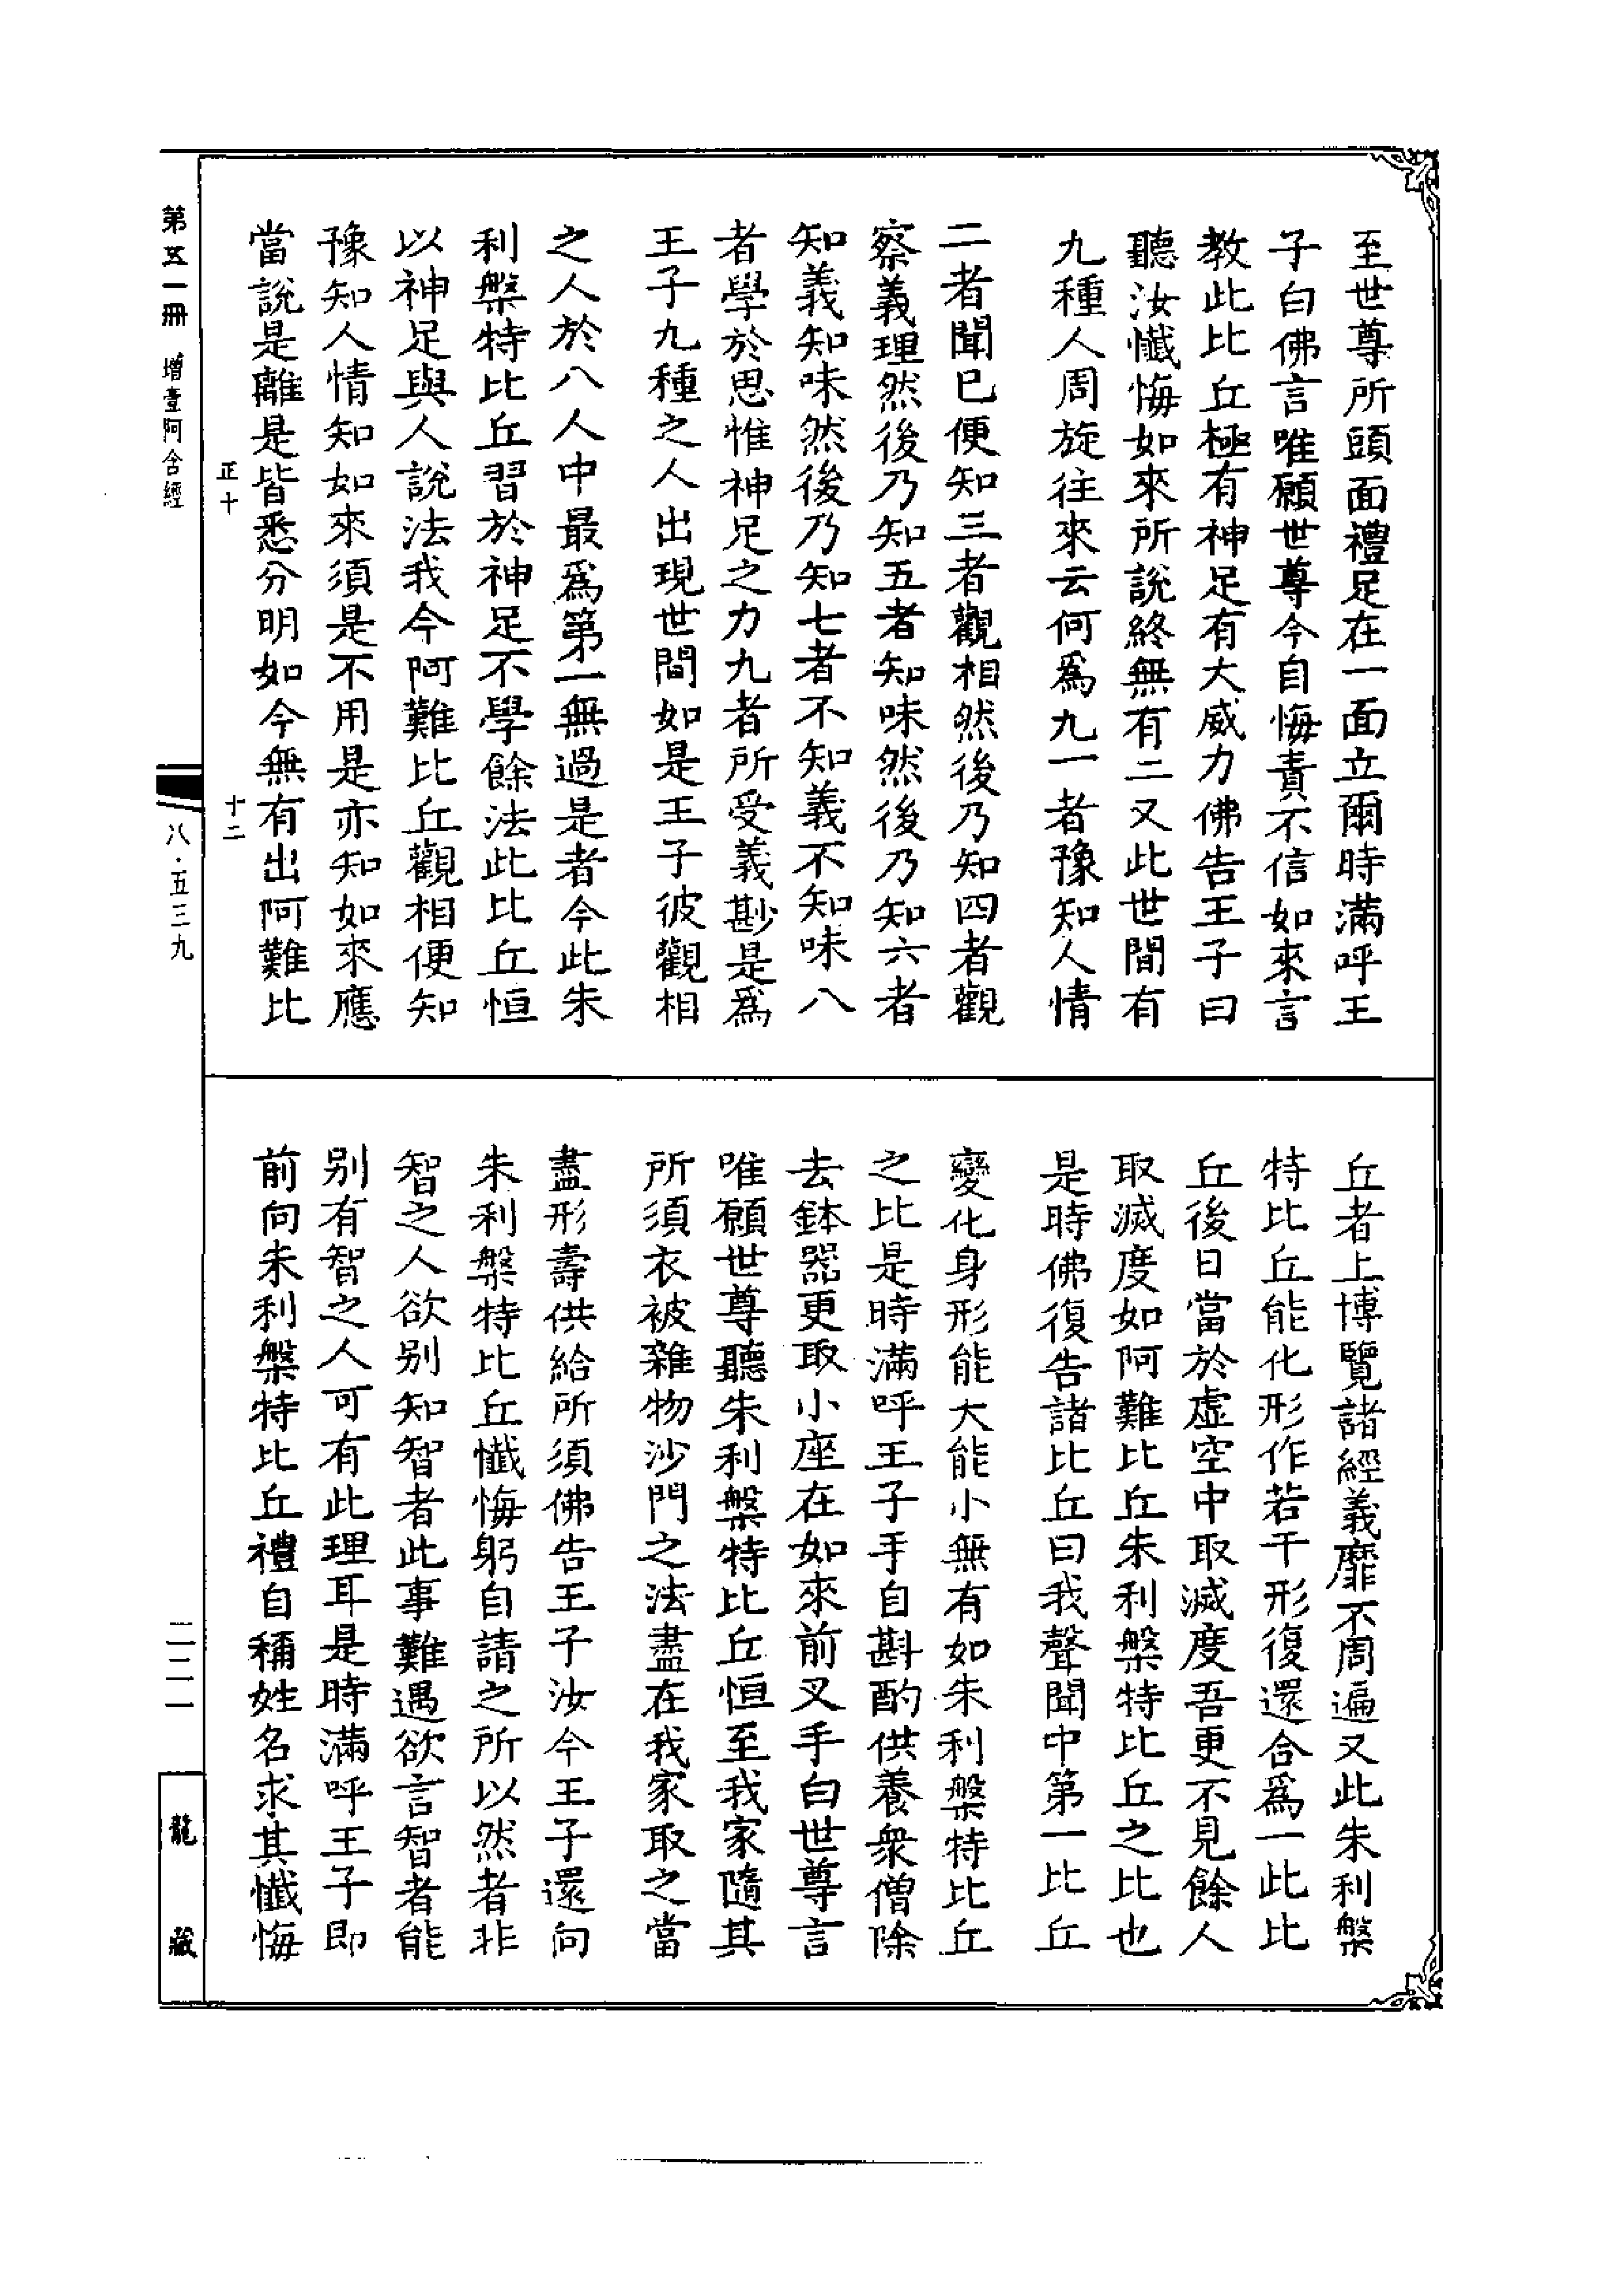 至世尊所頭面禮足在一面立爾時滿呼王
子白佛言唯願世尊今自悔責不信如來言
教此比丘極有神足有大威力佛告王子曰
聽汝懺悔如來所說終無有二又此世間有
九種人周旋往來云何為九一者豫知人情
二者聞已便知三者觀相然後乃知四者觀
察義理然後乃知五者知味然後乃知六者
知義知味然後乃知七者不知義不知味八
者學於思惟神足之力九者所受義尠是為
王子九種之人出現世間如是王子彼觀相
之人於八人中最為第一無過是者今此朱
利槃特比丘習於神足不學餘法此比丘恒
以神足與人說法我今阿難比丘觀相便知
豫知人情知如來須是不用是亦知如來應
當說是離是皆悉分明如今無有出阿難比
丘者上博覽諸經義靡不周遍又此朱利槃
特比丘能化形作若干形復還合為一此比
丘後日當於虛空中取滅度吾更不見餘人
取滅度如阿難比丘朱利槃特比丘之比也
是時佛復告諸比丘曰我聲聞中第一比丘
變化身形能大能小無有如朱利槃特比丘
之比是時滿呼王子手自斟酌供養眾僧除
去鉢器更取小座在如來前叉手白世尊言
唯願世尊聽朱利槃特比丘恒至我家隨其
所須衣被雜物沙門之法盡在我家取之當
盡形壽供給所須佛告王子汝今王子還向
朱利槃特比丘懺悔躬自請之所以然者非
智之人欲別知智者此事難遇欲言智者能
別有智之人可有此理耳是時滿呼王子即
前向朱利槃特比丘禮自稱姓名求其懺悔
正十
十二
第五一冊 增壹阿含經
八·五三九
二二一
龍藏